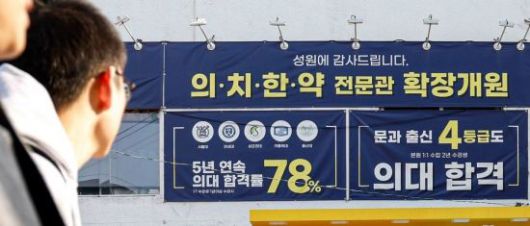 성원에 감사드립니다.
의·치·한·약 전문관 확장개원
5년 연속
의대 합격률 78%
문과 출신 4등급도
의대 합격